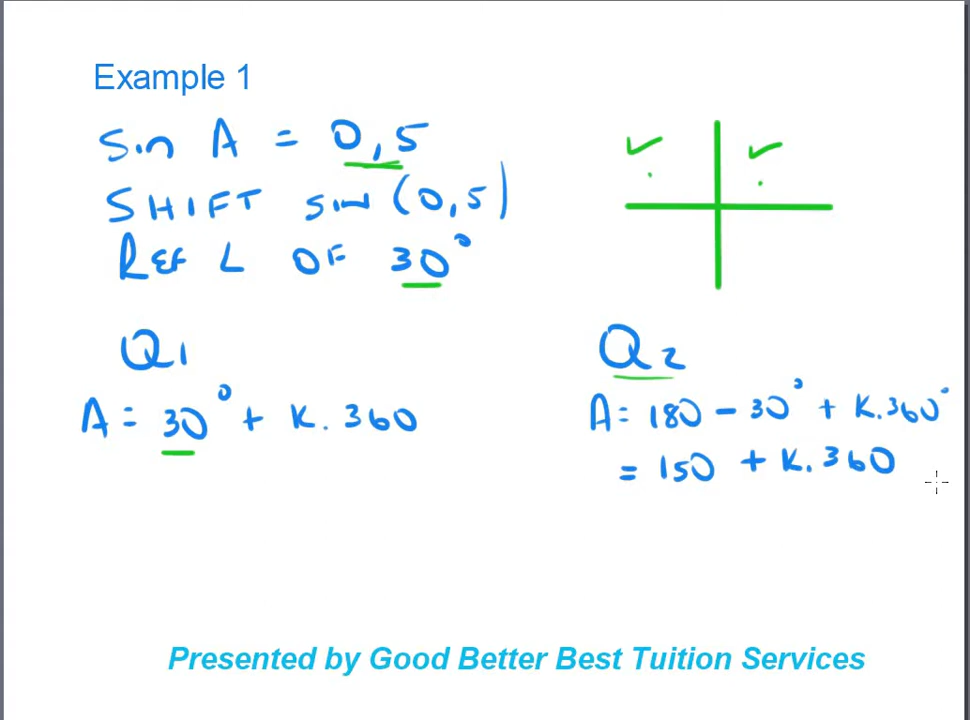 Example 1
Sin A = 0,5
SHIFT sin (0,5)
REF L OF 30°
Q1
A = 30° + K. 360
Q2
A = 180 - 30° + K. 360°
= 150 + K. 360
Presented by Good Better Best Tuition Services